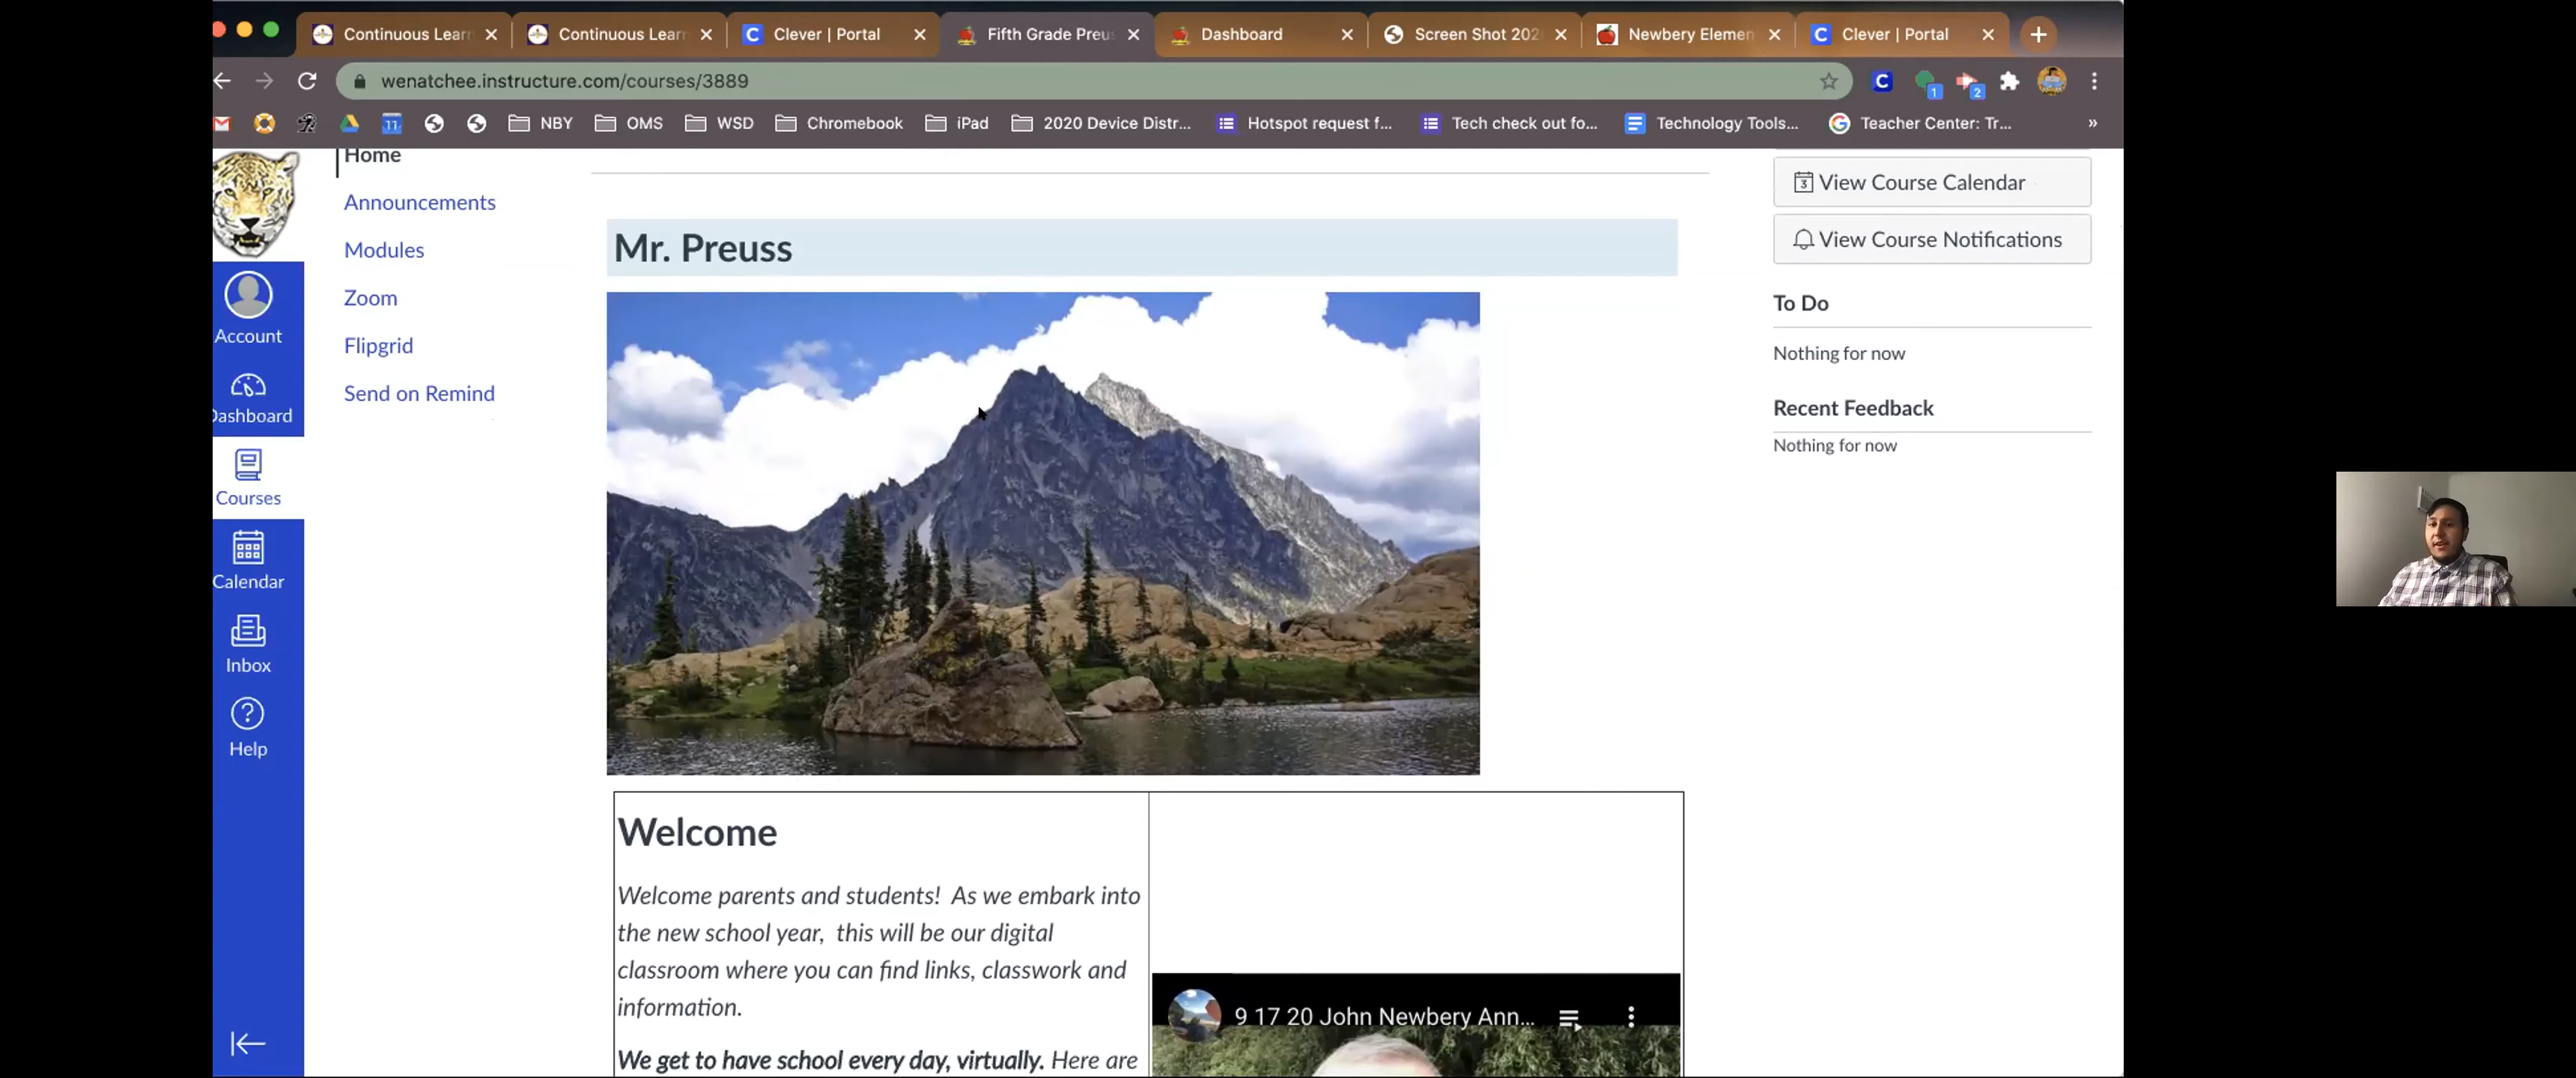 Continuous Lear
Continuous Lear
Clever | Portal
Fifth Grade Preu
Dashboard
Screen Shot 202
Newbery Elemen
Clever | Portal
wenatchee.instructure.com/courses/3889
C
1
2
11
NBY
OMS
WSD
Chromebook
iPad
2020 Device Distr...
Hotspot request f...
Tech check out fo...
Technology Tools...
Teacher Center: Tr...
»
Home
Announcements
Modules
Zoom
Flipgrid
Send on Remind
Account
Dashboard
Courses
Calendar
Inbox
Help
Mr. Preuss
Welcome
Welcome parents and students! As we embark into
the new school year, this will be our digital
classroom where you can find links, classwork and
information.
We get to have school every day, virtually. Here are
9 17 20 John Newbery Ann...
3 View Course Calendar
View Course Notifications
To Do
Nothing for now
Recent Feedback
Nothing for now